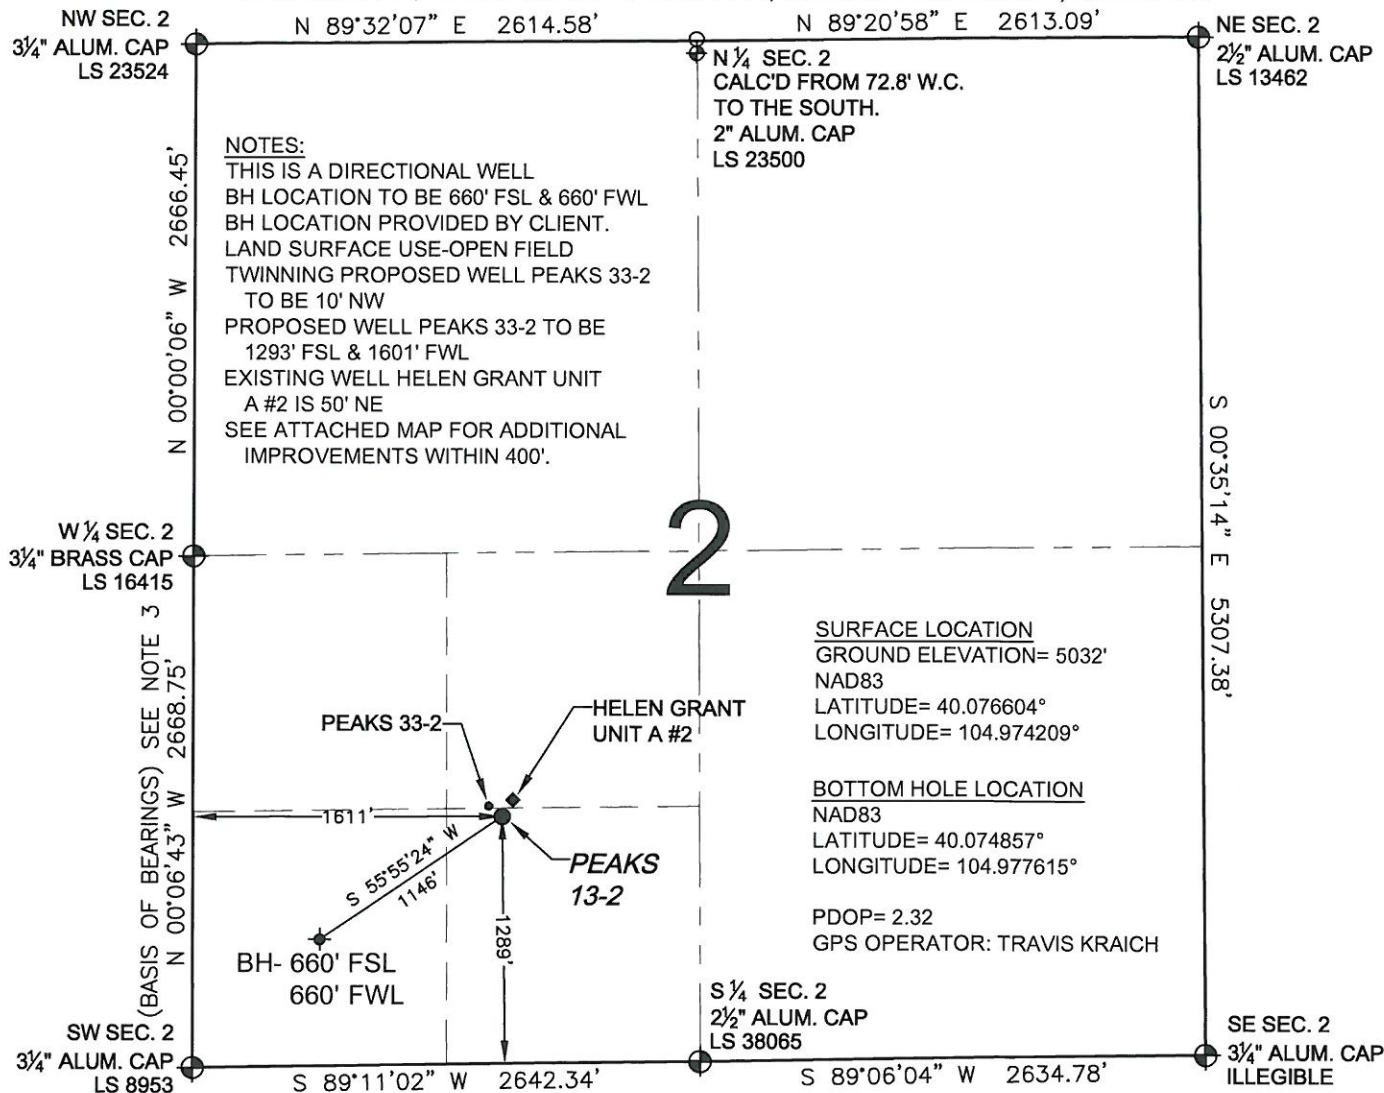 N 89°32'07" E 2614.58'
N 89°20'58" E 2613.09'
NW SEC. 2
3¼" ALUM. CAP
LS 23524
N ¼ SEC. 2
CALC'D FROM 72.8' W.C.
TO THE SOUTH.
2" ALUM. CAP
LS 23500
NE SEC. 2
2½" ALUM. CAP
LS 13462
N 00°00'06" W 2666.45'
NOTES:
THIS IS A DIRECTIONAL WELL
BH LOCATION TO BE 660' FSL & 660' FWL
BH LOCATION PROVIDED BY CLIENT.
LAND SURFACE USE-OPEN FIELD
TWINNING PROPOSED WELL PEAKS 33-2
TO BE 10' NW
PROPOSED WELL PEAKS 33-2 TO BE
1293' FSL & 1601' FWL
EXISTING WELL HELEN GRANT UNIT
A #2 IS 50' NE
SEE ATTACHED MAP FOR ADDITIONAL
IMPROVEMENTS WITHIN 400'.
S 00°35'14" E 5307.38'
W ¼ SEC. 2
3¼" BRASS CAP
LS 16415
2
(BASIS OF BEARINGS) SEE NOTE 3
N 00°06'43" W 2668.75'
SURFACE LOCATION
GROUND ELEVATION= 5032'
NAD83
LATITUDE= 40.076604°
LONGITUDE= 104.974209°
BOTTOM HOLE LOCATION
NAD83
LATITUDE= 40.074857°
LONGITUDE= 104.977615°
PDOP= 2.32
GPS OPERATOR: TRAVIS KRAICH
PEAKS 33-2
HELEN GRANT
UNIT A #2
1611'
S 55°55'24" W
1146'
PEAKS
13-2
1289'
BH- 660' FSL
660' FWL
SW SEC. 2
3¼" ALUM. CAP
LS 8953
S ¼ SEC. 2
2½" ALUM. CAP
LS 38065
SE SEC. 2
3¼" ALUM. CAP
ILLEGIBLE
S 89°11'02" W 2642.34'
S 89°06'04" W 2634.78'